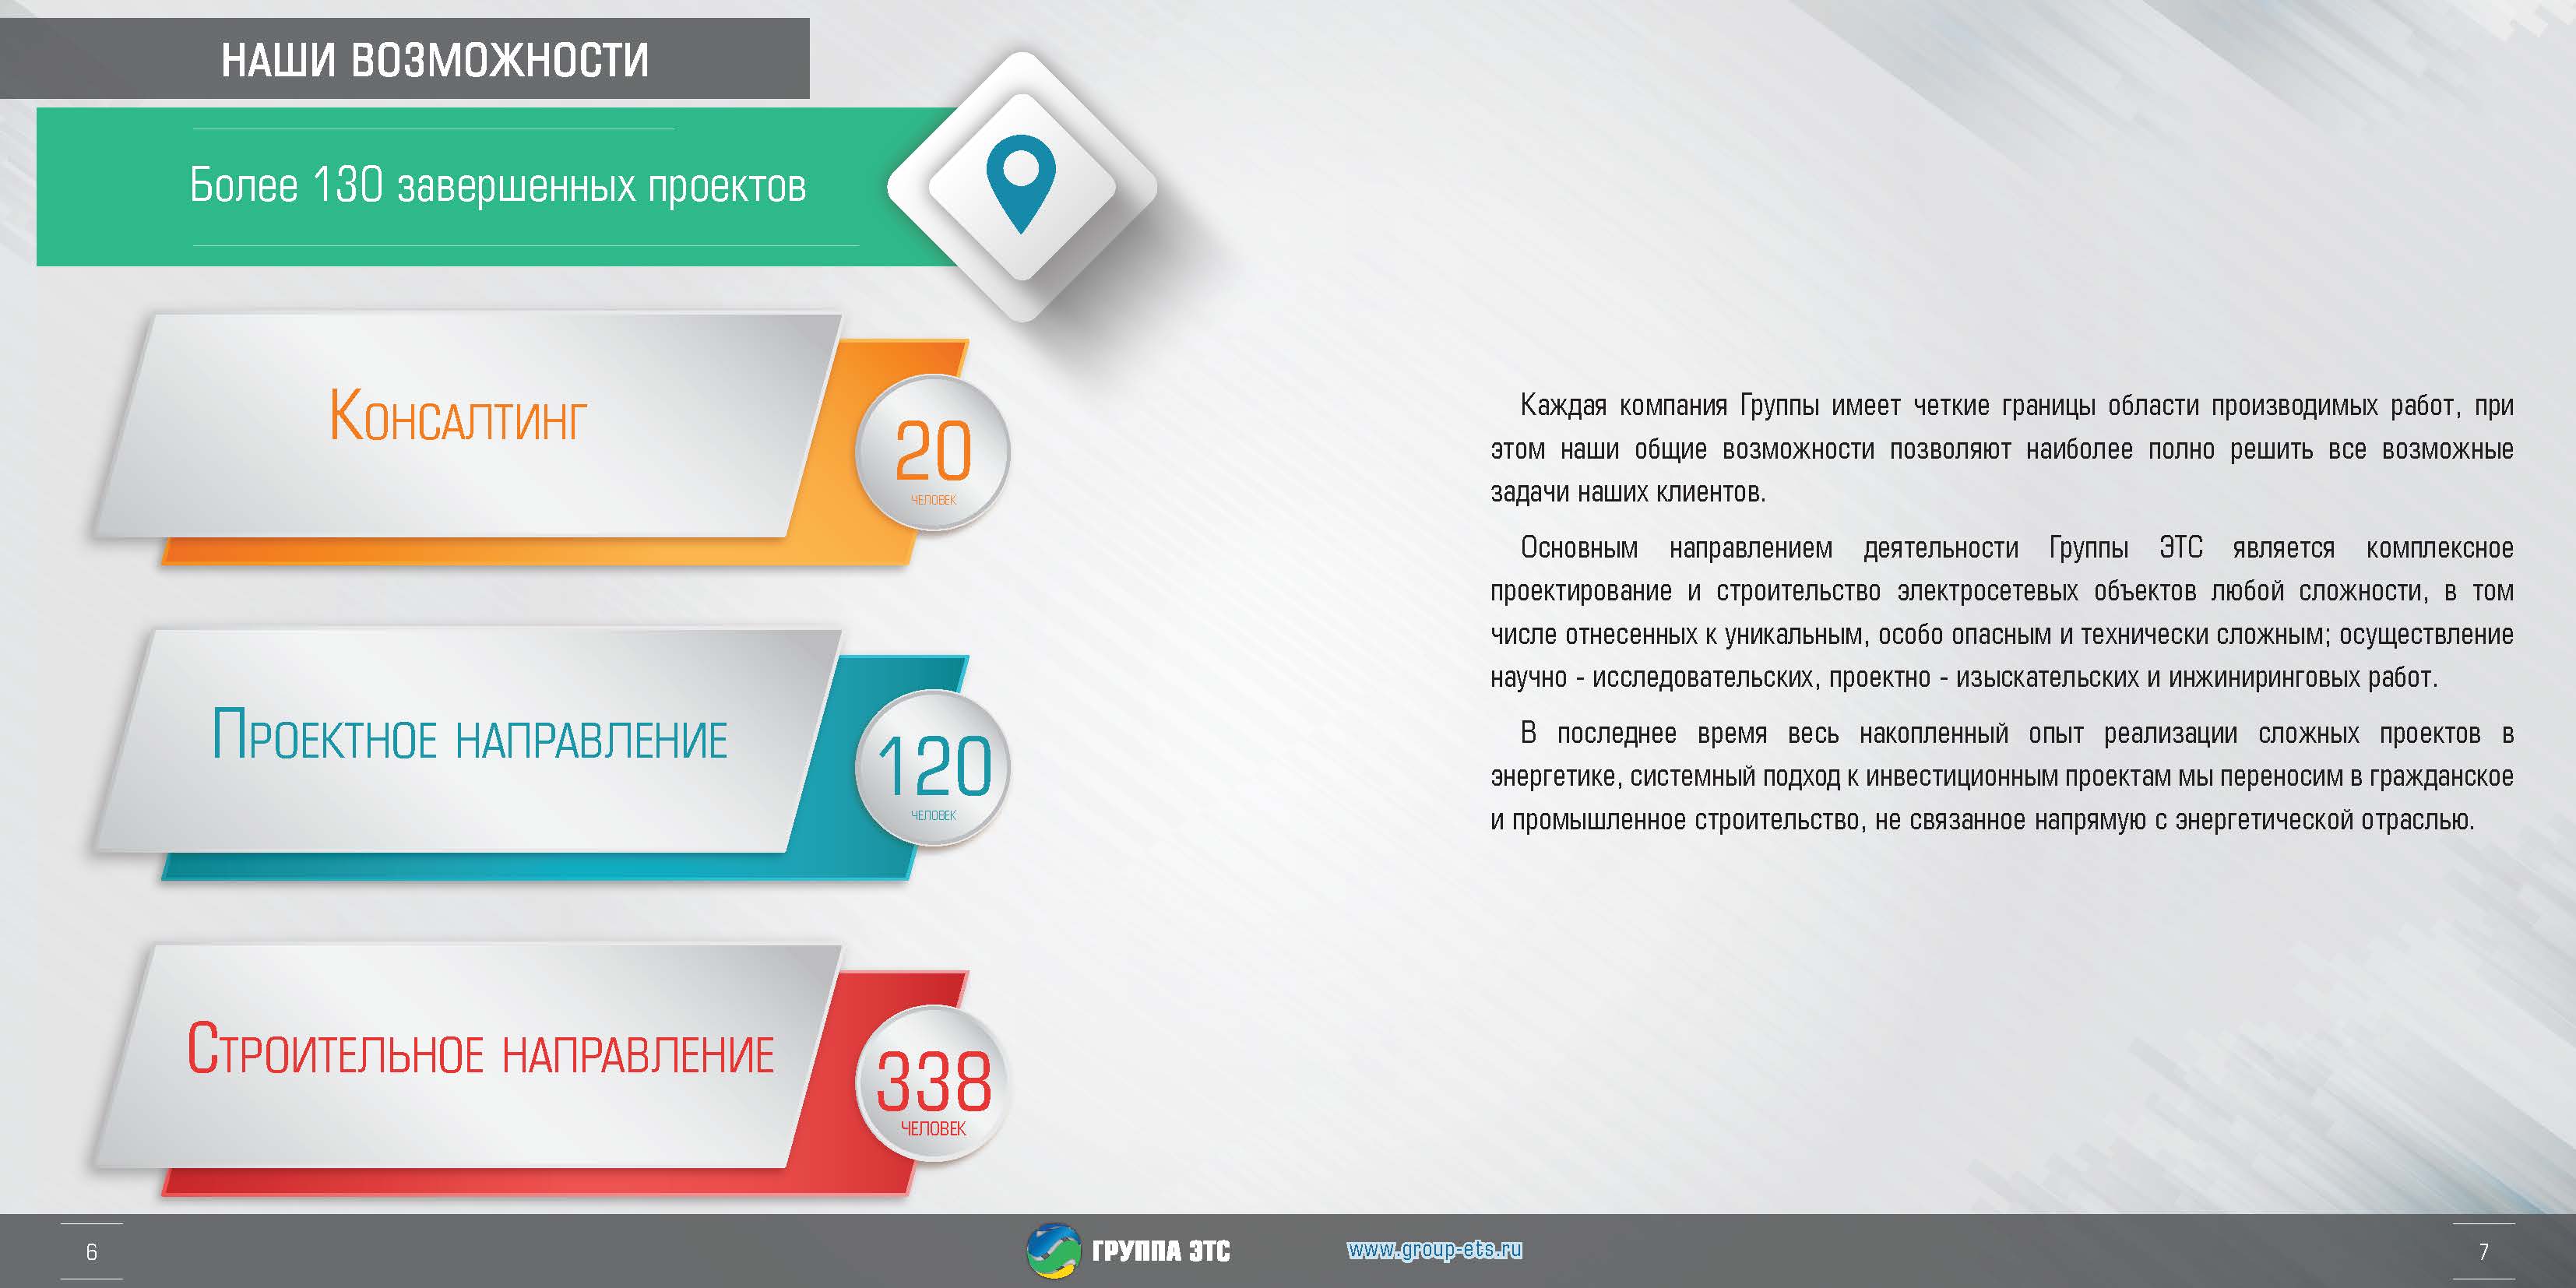 НАШИ ВОЗМОЖНОСТИ
Более 130 завершенных проектов
Консалтинг
20
человек
Проектное направление
120
человек
Строительное направление
338
человек
Каждая компания Группы имеет четкие границы области производимых работ, при
этом наши общие возможности позволяют наиболее полно решить все возможные
задачи наших клиентов.
Основным направлением деятельности Группы ЭТС является комплексное
проектирование и строительство электросетевых объектов любой сложности, в том
числе отнесенных к уникальным, особо опасным и технически сложным; осуществление
научно - исследовательских, проектно - изыскательских и инжиниринговых работ.
В последнее время весь накопленный опыт реализации сложных проектов в
энергетике, системный подход к инвестиционным проектам мы переносим в гражданское
и промышленное строительство, не связанное напрямую с энергетической отраслью.
6
ГРУППА ЭТС
www.group-ets.ru
7